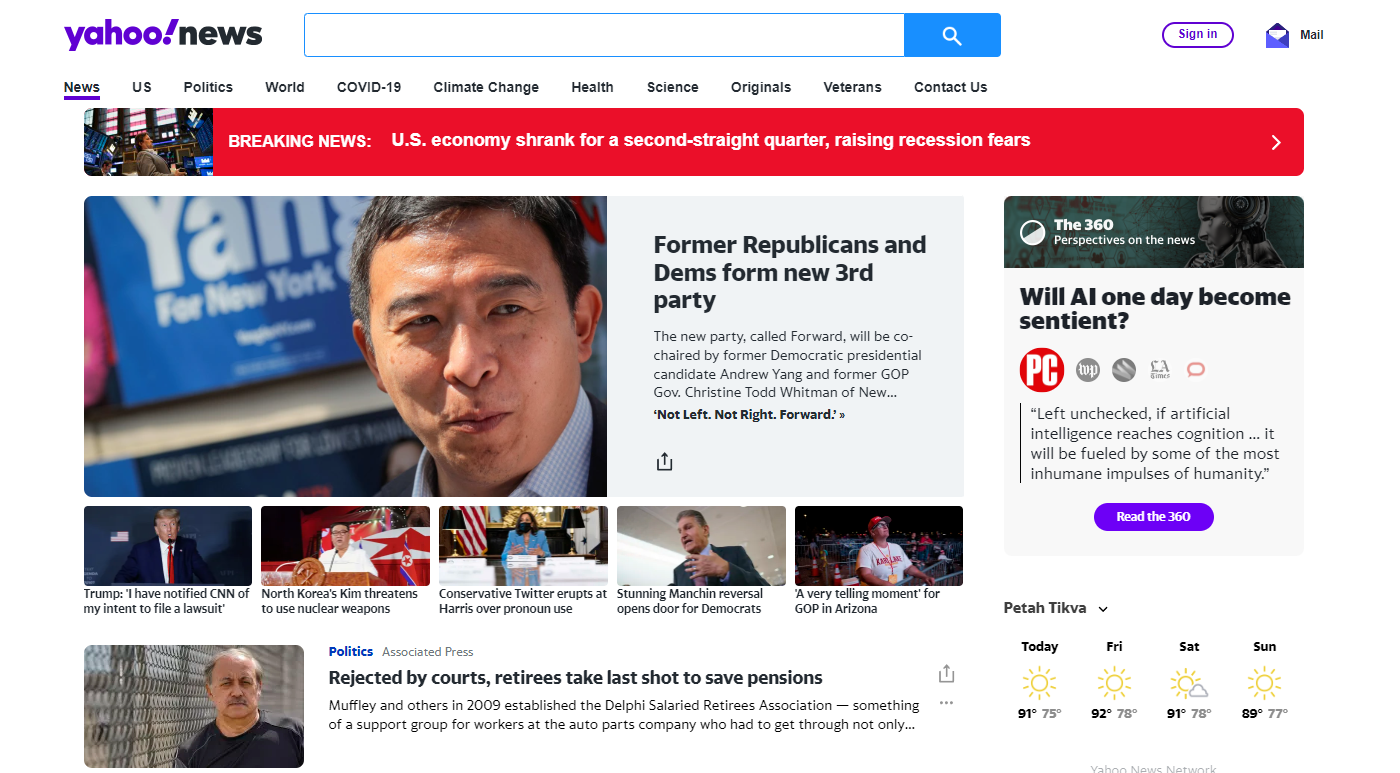 yahoo!news
Sign in
Mail
News US Politics World COVID-19 Climate Change Health Science Originals Veterans Contact Us
BREAKING NEWS: U.S. economy shrank for a second-straight quarter, raising recession fears
Yang
For New York
Former Republicans and
Dems form new 3rd
party
The new party, called Forward, will be co-
chaired by former Democratic presidential
candidate Andrew Yang and former GOP
Gov. Christine Todd Whitman of New...
‘Not Left. Not Right. Forward.’ »
The 360
Perspectives on the news
Will AI one day become
sentient?
PC
wp
LA
Times
“Left unchecked, if artificial
intelligence reaches cognition ... it
will be fueled by some of the most
inhumane impulses of humanity.”
Read the 360
Trump: 'I have notified CNN of
my intent to file a lawsuit'
North Korea's Kim threatens
to use nuclear weapons
Conservative Twitter erupts at
Harris over pronoun use
Stunning Manchin reversal
opens door for Democrats
KARI LAKE
'A very telling moment' for
GOP in Arizona
Politics Associated Press
Rejected by courts, retirees take last shot to save pensions
Muffley and others in 2009 established the Delphi Salaried Retirees Association — something
of a support group for workers at the auto parts company who had to get through not only...
Petah Tikva
Today Fri Sat Sun
91° 75° 92° 78° 91° 78° 89° 77°
Yahoo News Network